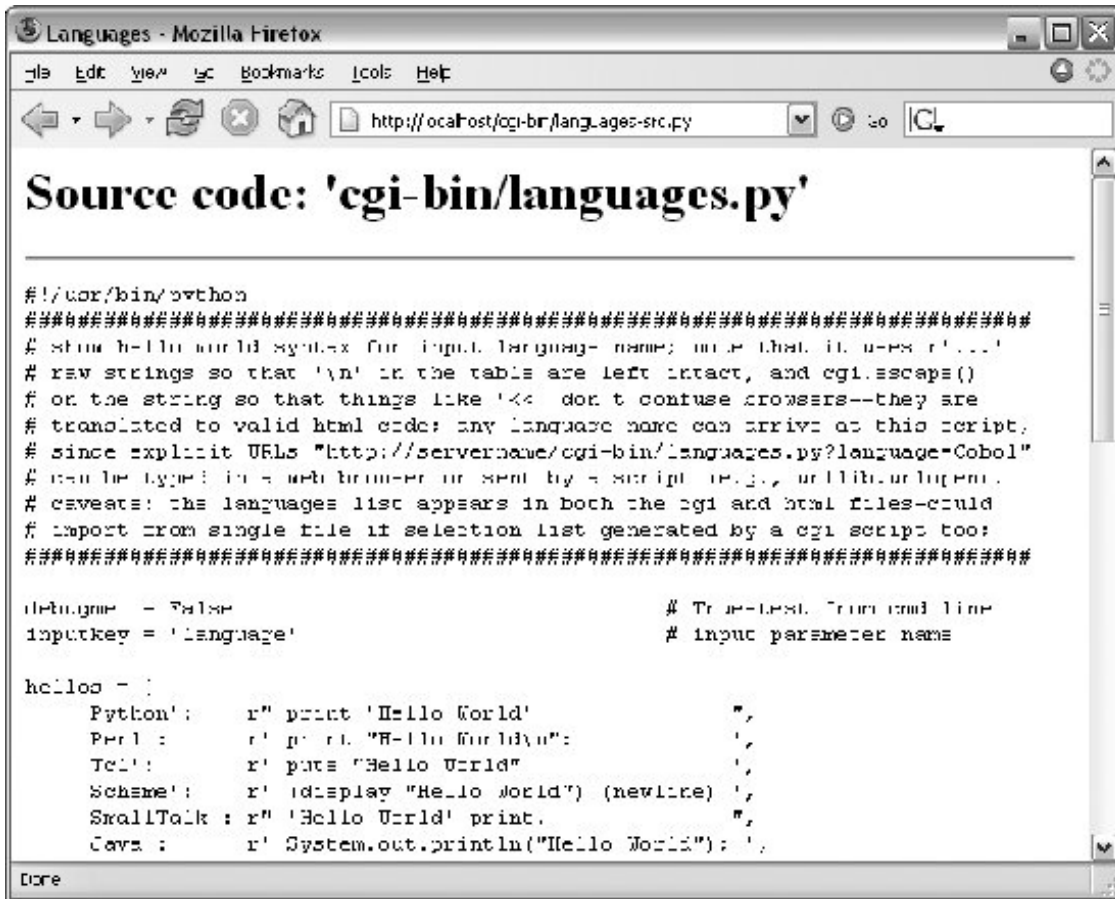 Languages - Mozilla Firefox
File Edit View Go Bookmarks Tools Help
http://localhost/cgi-bin/languages-src.py Go
Source code: 'cgi-bin/languages.py'
#!/usr/bin/python
#############################################################################
# show hello world syntax for input language name; note that it uses r'...'
# raw strings so that '\n' in the table are left intact, and cgi.escape()
# on the string so that things like '<<' don't confuse browsers--they are
# translated to valid html code; any language name can arrive at this script,
# since explicit URLs "http://servername/cgi-bin/languages.py?language=Cobol"
# can be typed in a web browser or sent by a script (e.g., urllib.urlopen).
# caveats: the languages list appears in both the cgi and html files--could
# import from single file if selection list generated by a cgi script too;
#############################################################################
debugme = False # True=test from cmd line
inputkey = 'language' # input parameter name
hellos = {
'Python': r" print 'Hello World' ",
'Perl': r' print "Hello World\n"; ',
'Tcl': r' puts "Hello World" ',
'Scheme': r' (display "Hello World") (newline) ',
'SmallTalk': r" 'Hello World' print. ",
'Java': r' System.out.println("Hello World"); ',
Done